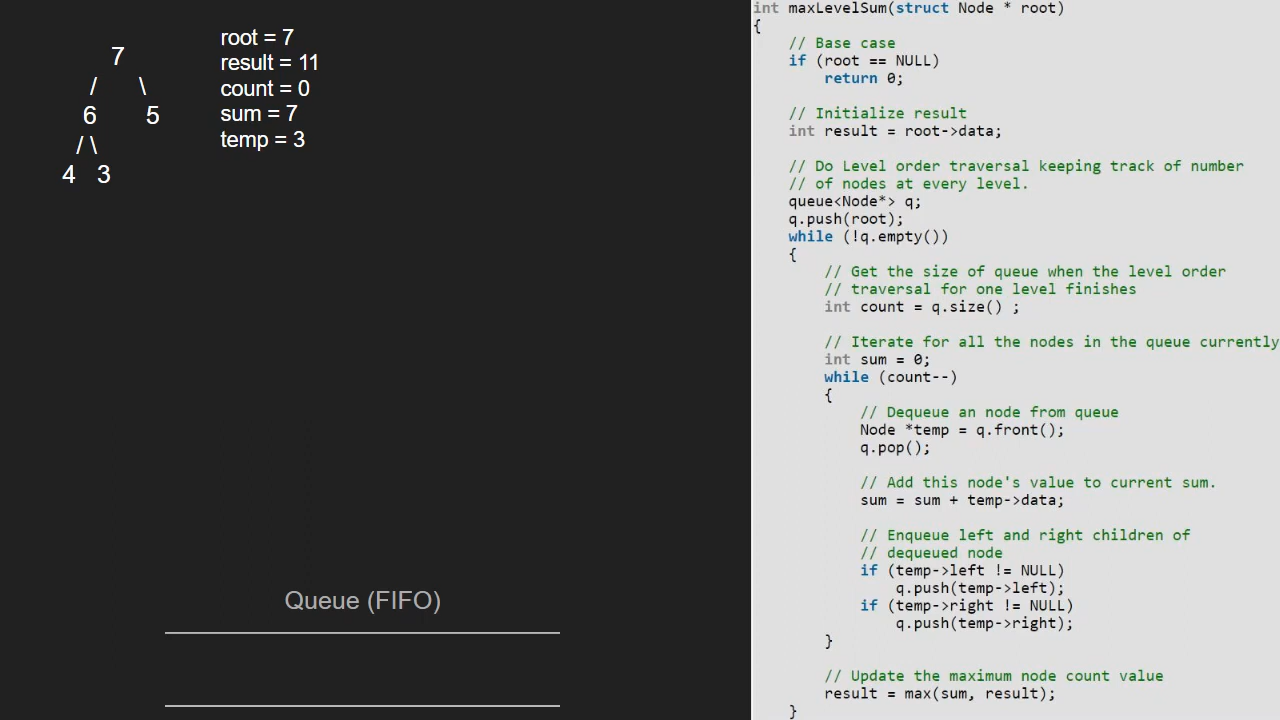 7
/ \
6 5
/ \
4 3
root = 7
result = 11
count = 0
sum = 7
temp = 3
Queue (FIFO)
int maxLevelSum(struct Node * root)
{
// Base case
if (root == NULL)
return 0;
// Initialize result
int result = root->data;
// Do Level order traversal keeping track of number
// of nodes at every level.
queue<Node*> q;
q.push(root);
while (!q.empty())
{
// Get the size of queue when the level order
// traversal for one level finishes
int count = q.size() ;
// Iterate for all the nodes in the queue currently
int sum = 0;
while (count--)
{
// Dequeue an node from queue
Node *temp = q.front();
q.pop();
// Add this node's value to current sum.
sum = sum + temp->data;
// Enqueue left and right children of
// dequeued node
if (temp->left != NULL)
q.push(temp->left);
if (temp->right != NULL)
q.push(temp->right);
}
// Update the maximum node count value
result = max(sum, result);
}